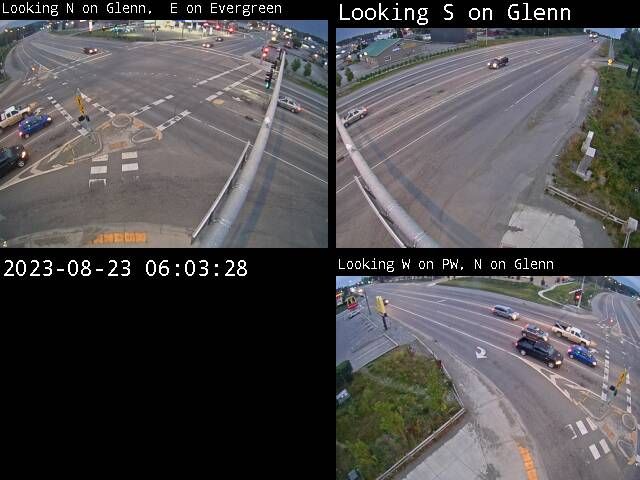 Looking N on Glenn,  E on Evergreen
Looking S on Glenn
2023-08-23 06:03:28
Looking W on PW, N on Glenn